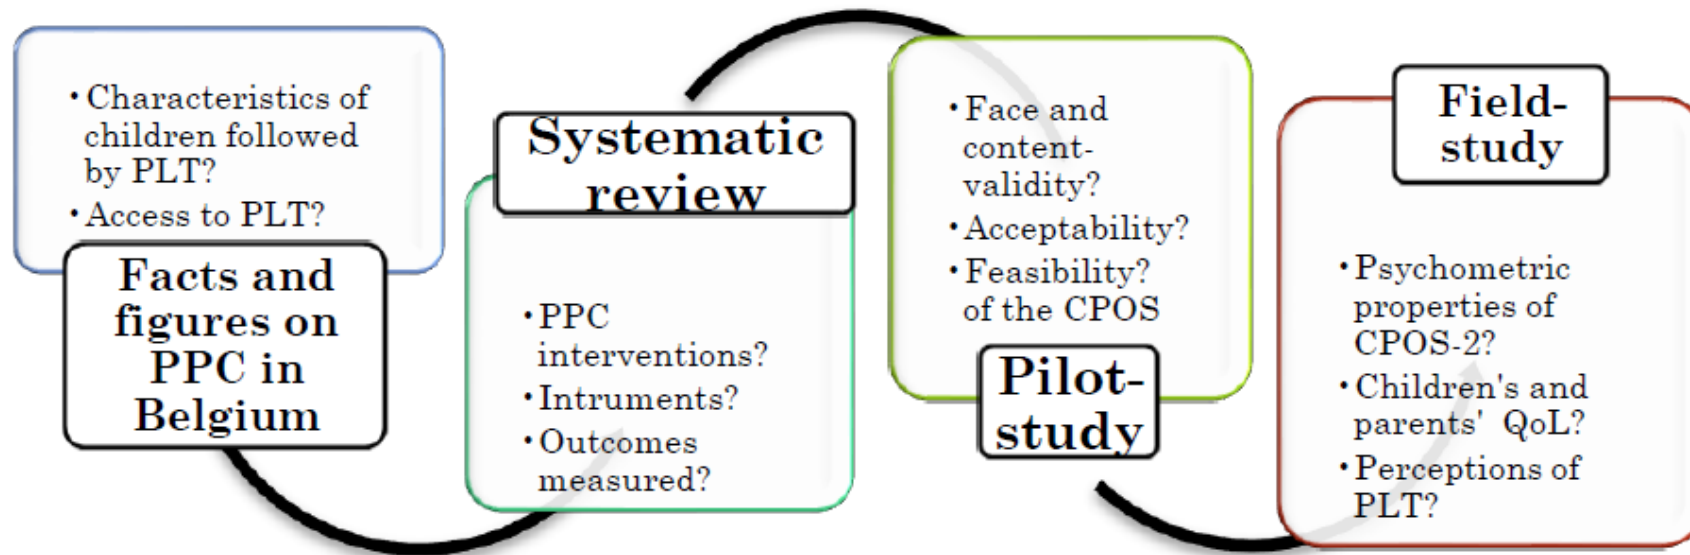 • Characteristics of
children followed
by PLT?
• Access to PLT?
Facts and
figures on
PPC in
Belgium
Systematic
review
• PPC
interventions?
• Intruments?
• Outcomes
measured?
• Face and
content-
validity?
• Acceptability?
• Feasibility?
of the CPOS
Pilot-
study
Field-
study
• Psychometric
properties of
CPOS-2?
• Children's and
parents' QoL?
• Perceptions of
PLT?